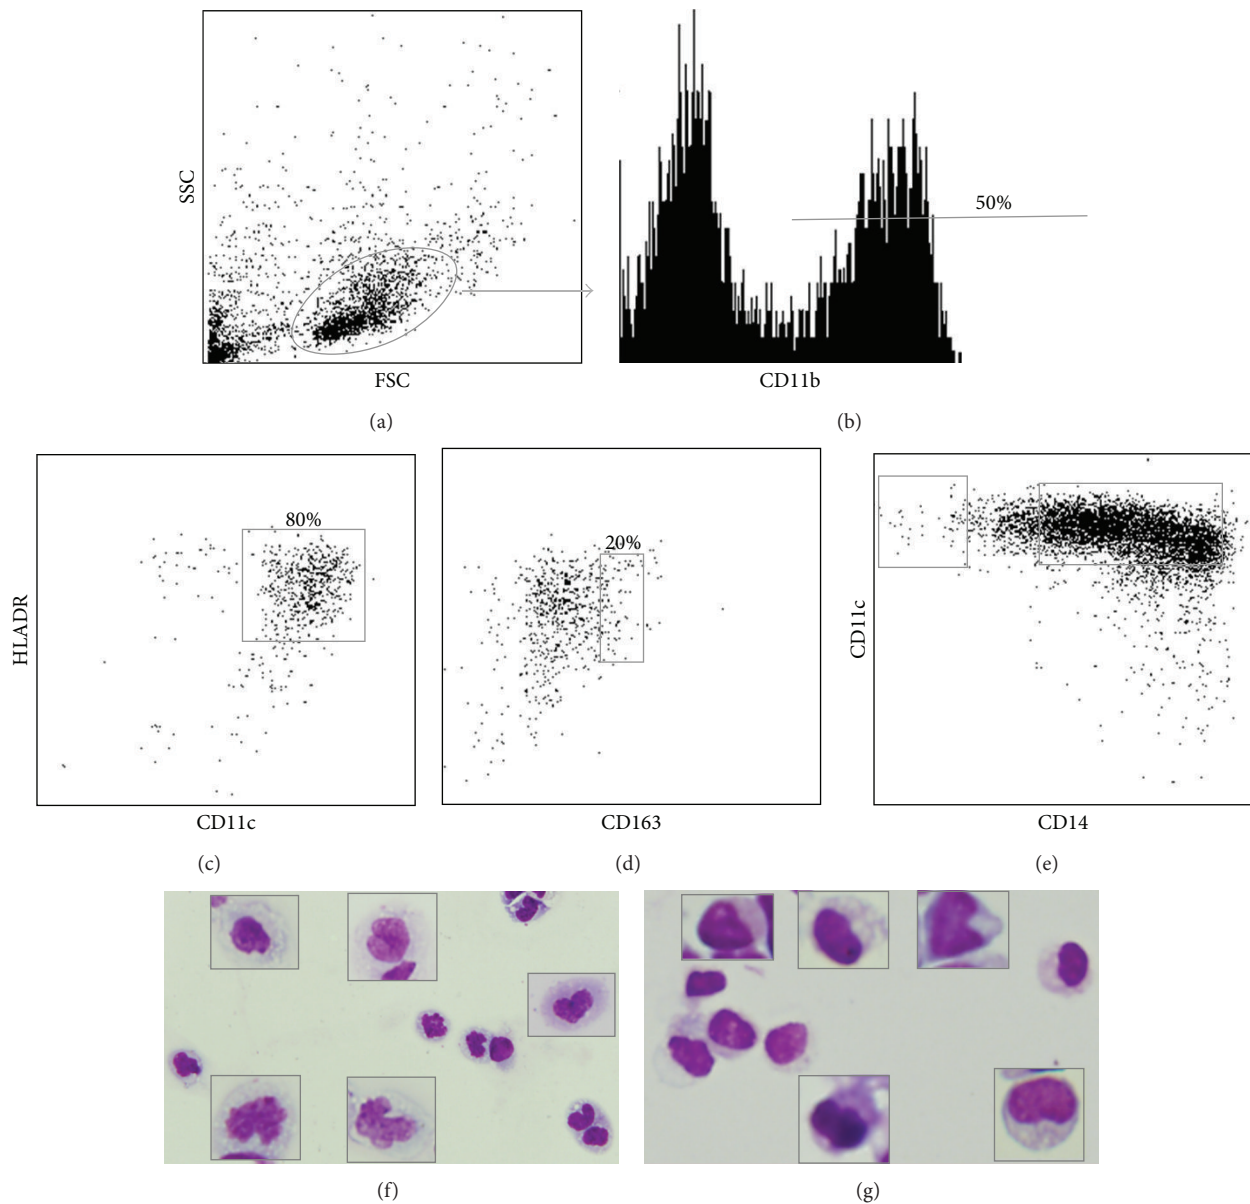 SSC
50%
FSC
CD11b
(a)
(b)
80%
20%
HLADR
CD11c
CD11c
CD163
CD14
(c)
(d)
(e)
(f)
(g)